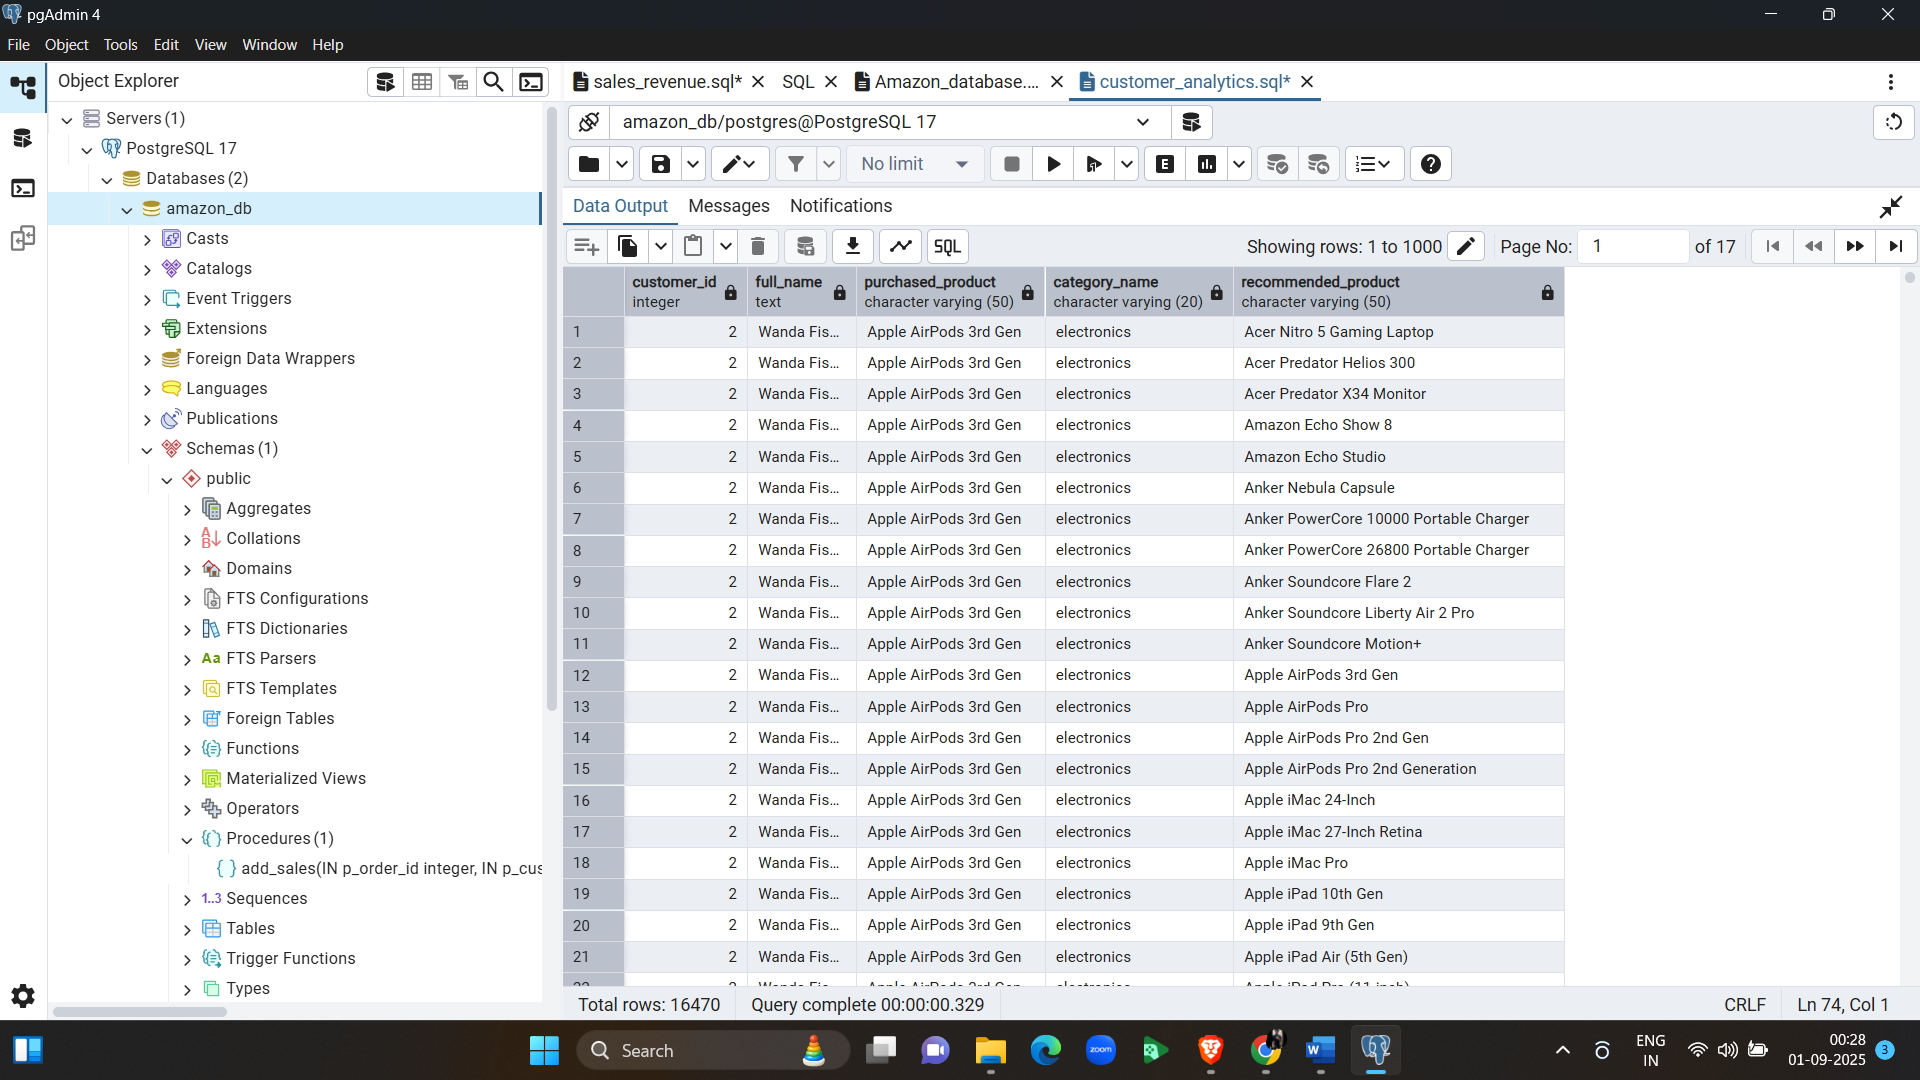 pgAdmin 4
File Object Tools Edit View Window Help
Object Explorer
sales_revenue.sql* SQL Amazon_database.... customer_analytics.sql*
Servers (1)
PostgreSQL 17
Databases (2)
amazon_db
Casts
Catalogs
Event Triggers
Extensions
Foreign Data Wrappers
Languages
Publications
Schemas (1)
public
Aggregates
Collations
Domains
FTS Configurations
FTS Dictionaries
Aa FTS Parsers
FTS Templates
Foreign Tables
Functions
Materialized Views
Operators
Procedures (1)
add_sales(IN p_order_id integer, IN p_cus
1..3 Sequences
Tables
Trigger Functions
Types
amazon_db/postgres@PostgreSQL 17
No limit
E
Data Output Messages Notifications
SQL
Showing rows: 1 to 1000 Page No: 1 of 17
customer_id full_name purchased_product category_name recommended_product
integer text character varying (50) character varying (20) character varying (50)
1 2 Wanda Fis... Apple AirPods 3rd Gen electronics Acer Nitro 5 Gaming Laptop
2 2 Wanda Fis... Apple AirPods 3rd Gen electronics Acer Predator Helios 300
3 2 Wanda Fis... Apple AirPods 3rd Gen electronics Acer Predator X34 Monitor
4 2 Wanda Fis... Apple AirPods 3rd Gen electronics Amazon Echo Show 8
5 2 Wanda Fis... Apple AirPods 3rd Gen electronics Amazon Echo Studio
6 2 Wanda Fis... Apple AirPods 3rd Gen electronics Anker Nebula Capsule
7 2 Wanda Fis... Apple AirPods 3rd Gen electronics Anker PowerCore 10000 Portable Charger
8 2 Wanda Fis... Apple AirPods 3rd Gen electronics Anker PowerCore 26800 Portable Charger
9 2 Wanda Fis... Apple AirPods 3rd Gen electronics Anker Soundcore Flare 2
10 2 Wanda Fis... Apple AirPods 3rd Gen electronics Anker Soundcore Liberty Air 2 Pro
11 2 Wanda Fis... Apple AirPods 3rd Gen electronics Anker Soundcore Motion+
12 2 Wanda Fis... Apple AirPods 3rd Gen electronics Apple AirPods 3rd Gen
13 2 Wanda Fis... Apple AirPods 3rd Gen electronics Apple AirPods Pro
14 2 Wanda Fis... Apple AirPods 3rd Gen electronics Apple AirPods Pro 2nd Gen
15 2 Wanda Fis... Apple AirPods 3rd Gen electronics Apple AirPods Pro 2nd Generation
16 2 Wanda Fis... Apple AirPods 3rd Gen electronics Apple iMac 24-Inch
17 2 Wanda Fis... Apple AirPods 3rd Gen electronics Apple iMac 27-Inch Retina
18 2 Wanda Fis... Apple AirPods 3rd Gen electronics Apple iMac Pro
19 2 Wanda Fis... Apple AirPods 3rd Gen electronics Apple iPad 10th Gen
20 2 Wanda Fis... Apple AirPods 3rd Gen electronics Apple iPad 9th Gen
21 2 Wanda Fis... Apple AirPods 3rd Gen electronics Apple iPad Air (5th Gen)
Total rows: 16470 Query complete 00:00:00.329 CRLF Ln 74, Col 1
Search
zoom
W
ENG
IN
00:28
01-09-2025
3